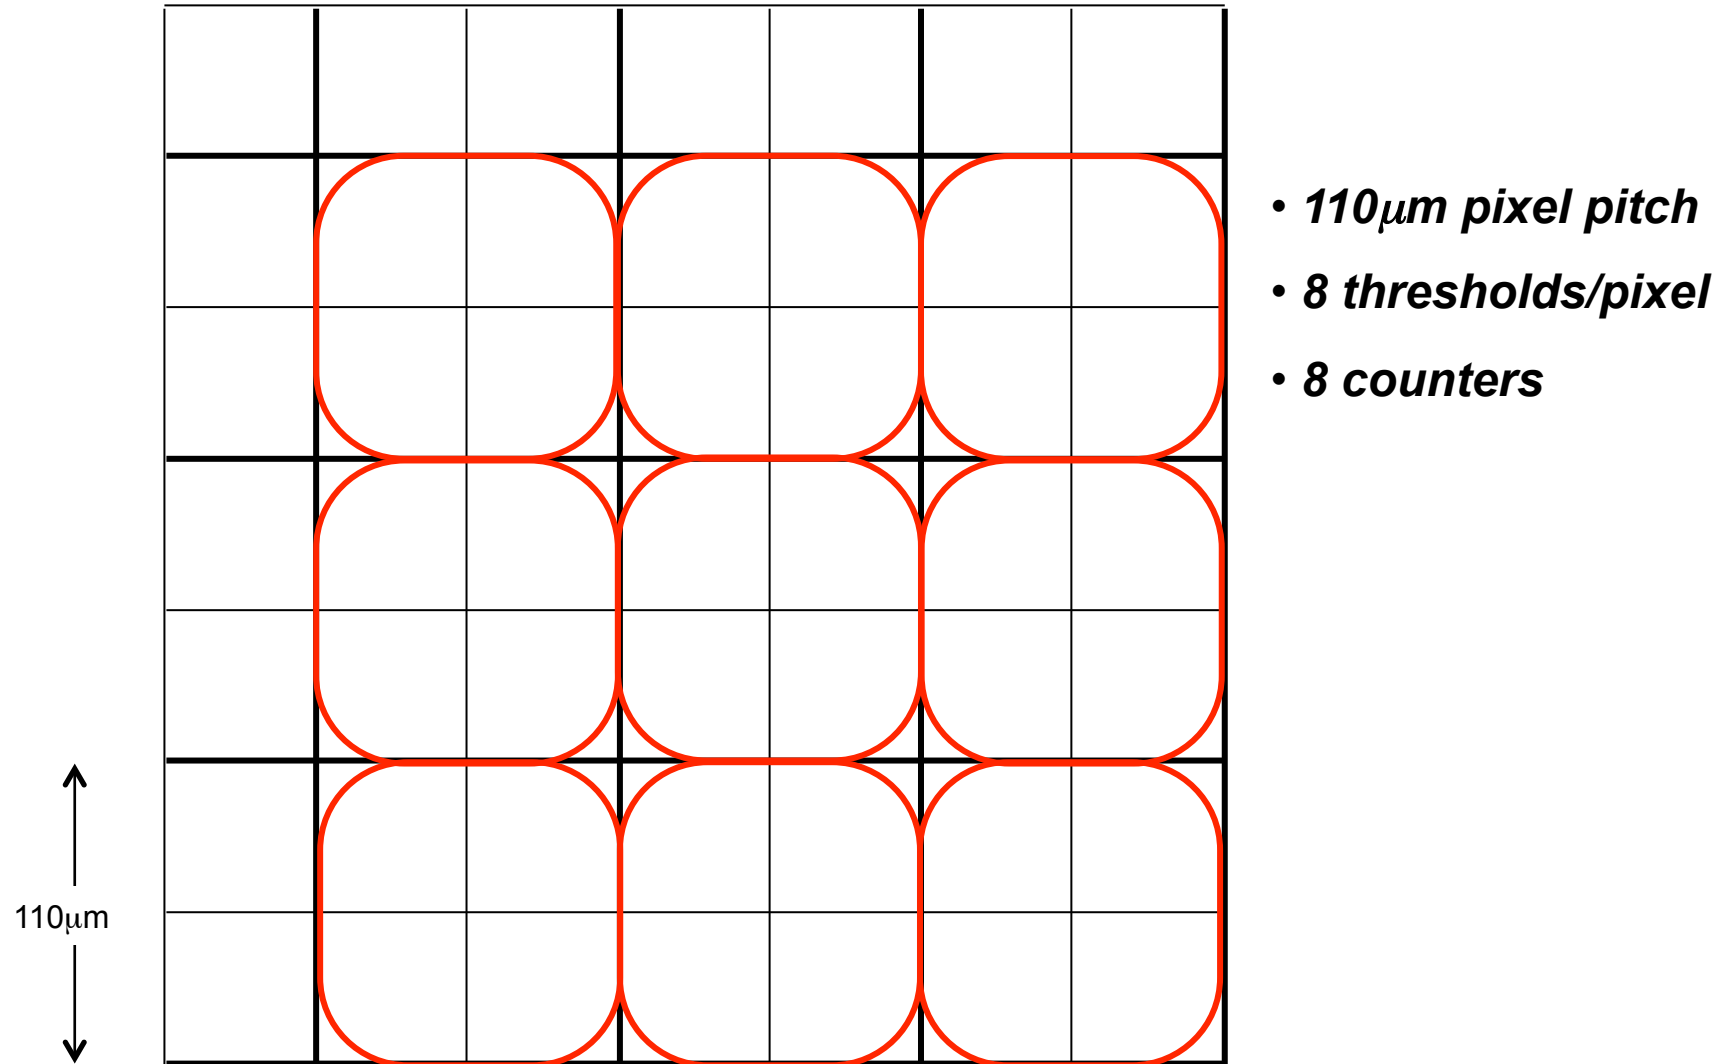 • 110μm pixel pitch
• 8 thresholds/pixel
• 8 counters
110μm